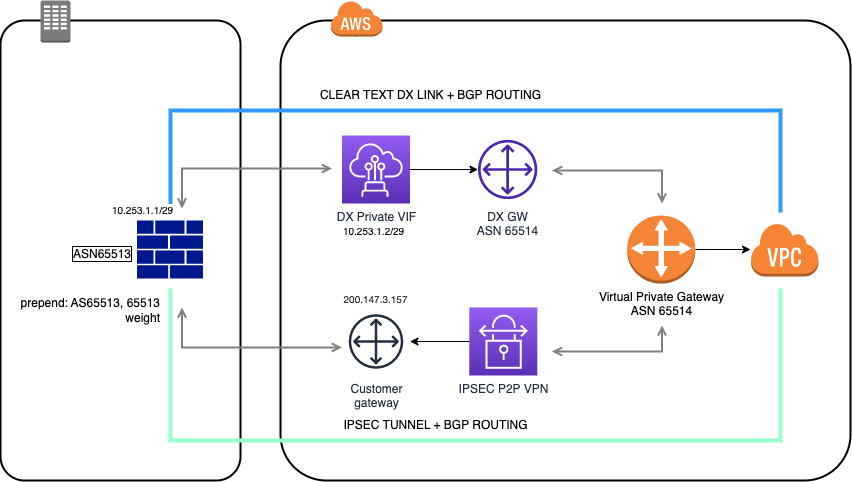 AWS
CLEAR TEXT DX LINK + BGP ROUTING
10.253.1.1/29
DX Private VIF
10.253.1.2/29
DX GW
ASN 65514
ASN65513
VPC
prepend: AS65513, 65513
weight
200.147.3.157
Virtual Private Gateway
ASN 65514
Customer
gateway
IPSEC P2P VPN
IPSEC TUNNEL + BGP ROUTING